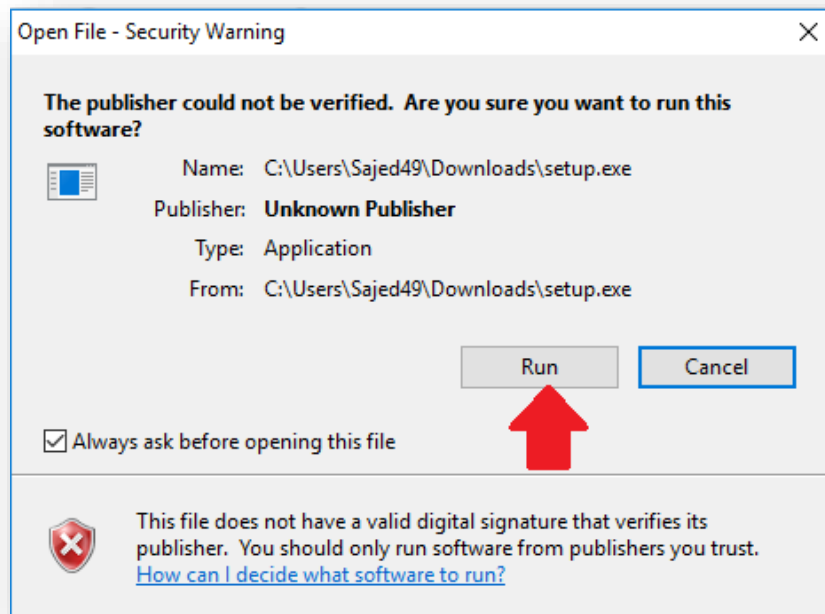 Open File - Security Warning
The publisher could not be verified.  Are you sure you want to run this
software?
Name: C:\Users\Sajed49\Downloads\setup.exe
Publisher: Unknown Publisher
Type: Application
From: C:\Users\Sajed49\Downloads\setup.exe
Run Cancel
Always ask before opening this file
This file does not have a valid digital signature that verifies its
publisher.  You should only run software from publishers you trust.
How can I decide what software to run?